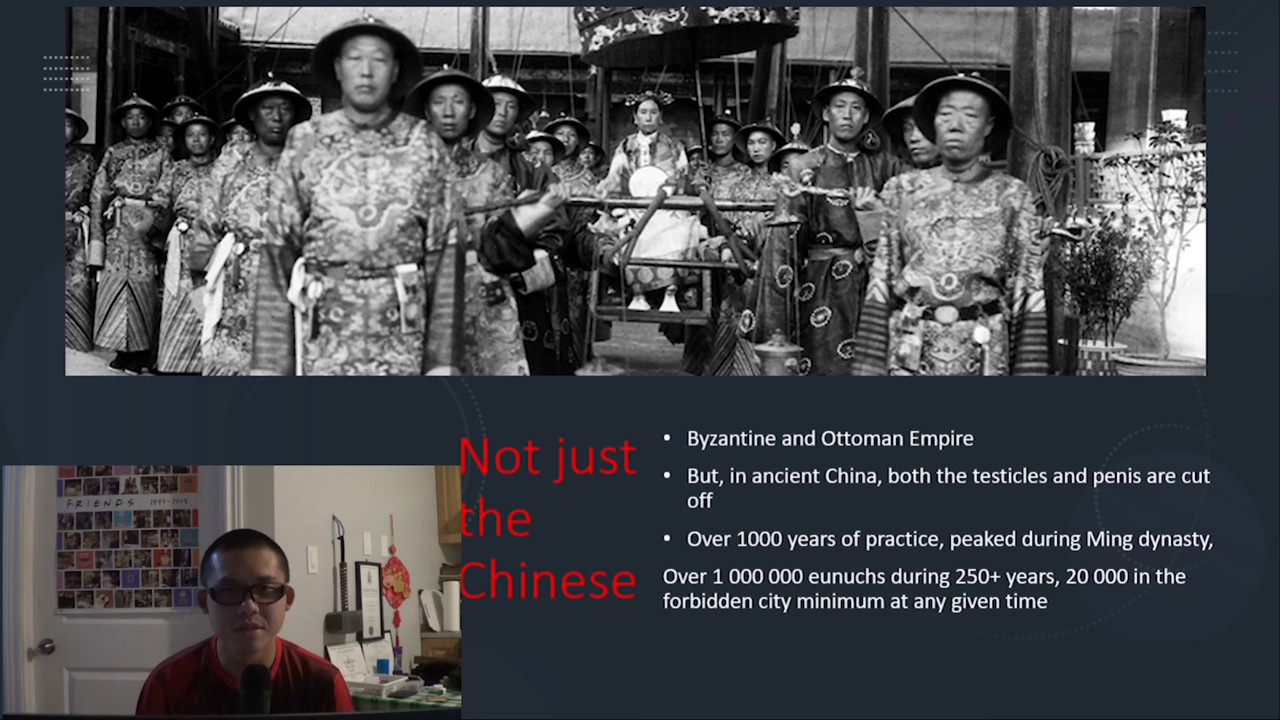 Not just
the
Chinese
• Byzantine and Ottoman Empire
• But, in ancient China, both the testicles and penis are cut
off
• Over 1000 years of practice, peaked during Ming dynasty,
Over 1 000 000 eunuchs during 250+ years, 20 000 in the
forbidden city minimum at any given time
FRIENDS